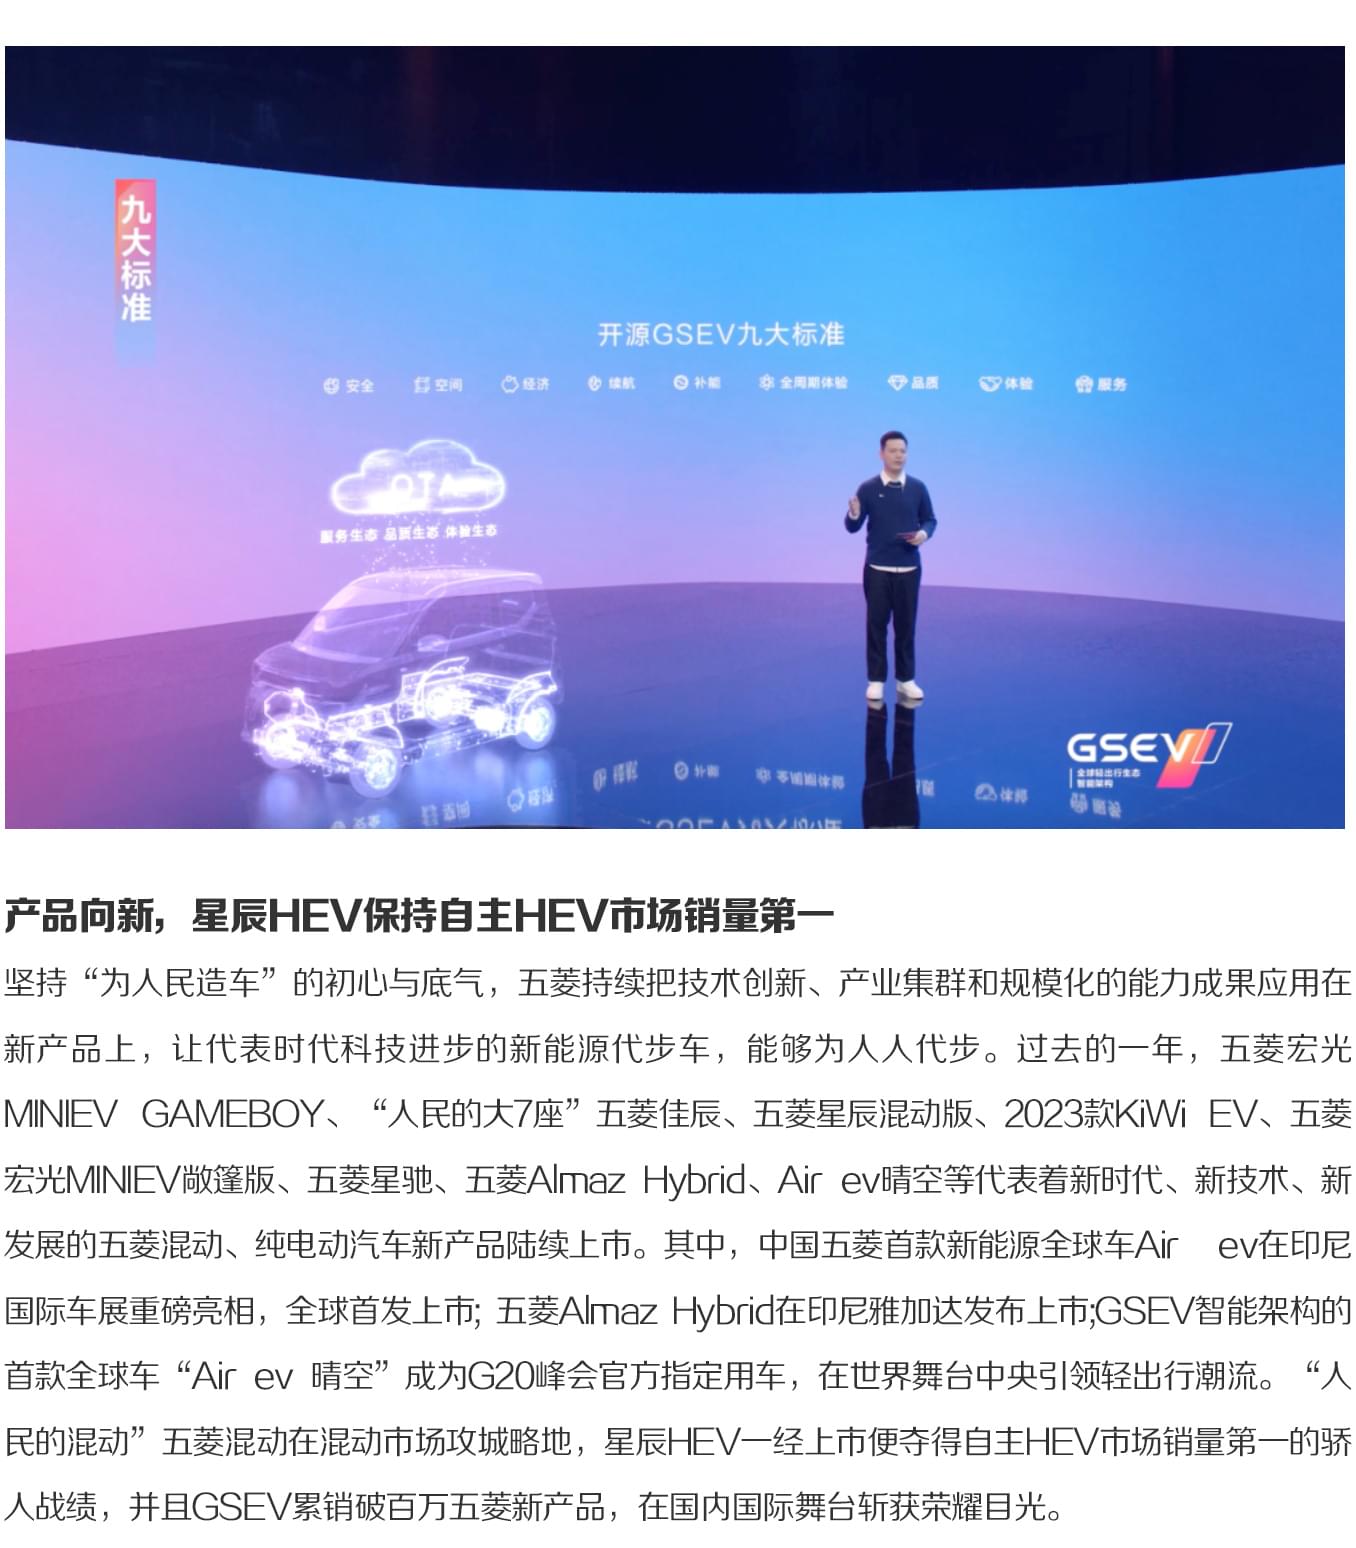 九大标准
开源GSEV九大标准
安全 空间 经济 续航 补能 全周期体验 品质 体验 服务
OTA
服务生态 品质生态 体验生态
GSEV
全球轻出行生态
智能架构
产品向新，星辰HEV保持自主HEV市场销量第一
坚持“为人民造车”的初心与底气，五菱持续把技术创新、产业集群和规模化的能力成果应用在
新产品上，让代表时代科技进步的新能源代步车，能够为人人代步。过去的一年，五菱宏光
MINIEV GAMEBOY、“人民的大7座”五菱佳辰、五菱星辰混动版、2023款KiWi EV、五菱
宏光MINIEV敞篷版、五菱星驰、五菱Almaz Hybrid、Air ev晴空等代表着新时代、新技术、新
发展的五菱混动、纯电动汽车新产品陆续上市。其中，中国五菱首款新能源全球车Air ev在印尼
国际车展重磅亮相，全球首发上市; 五菱Almaz Hybrid在印尼雅加达发布上市;GSEV智能架构的
首款全球车“Air ev 晴空”成为G20峰会官方指定用车，在世界舞台中央引领轻出行潮流。“人
民的混动”五菱混动在混动市场攻城略地，星辰HEV一经上市便夺得自主HEV市场销量第一的骄
人战绩，并且GSEV累销破百万五菱新产品，在国内国际舞台斩获荣耀目光。